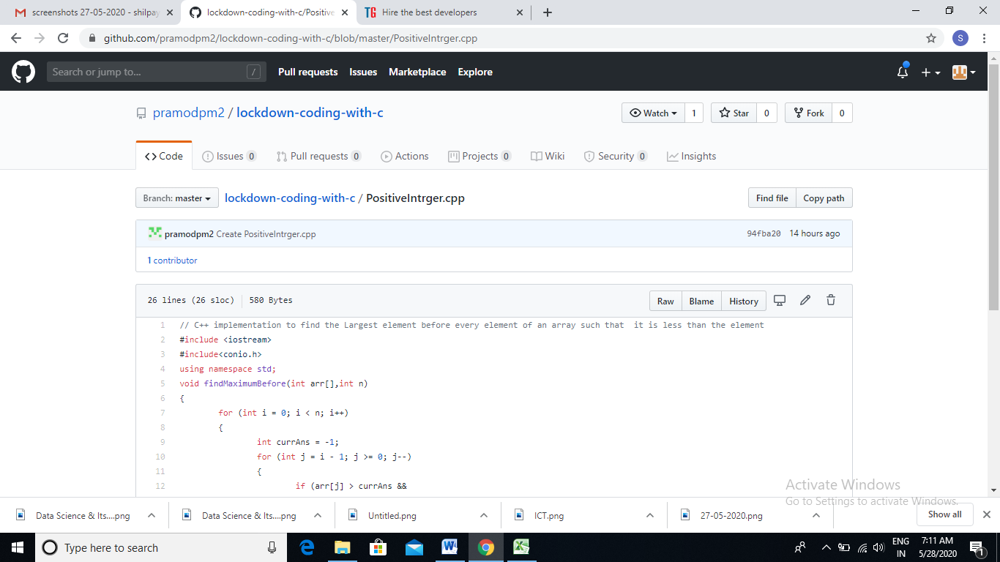 screenshots 27-05-2020 - shilpay
lockdown-coding-with-c/Positive
TG Hire the best developers
github.com/pramodpm2/lockdown-coding-with-c/blob/master/PositiveIntrger.cpp
S
Search or jump to... /
Pull requests Issues Marketplace Explore
pramodpm2 / lockdown-coding-with-c
Watch 1 Star 0 Fork 0
Code Issues 0 Pull requests 0 Actions Projects 0 Wiki Security 0 Insights
Branch: master lockdown-coding-with-c / PositiveIntrger.cpp Find file Copy path
pramodpm2 Create PositiveIntrger.cpp 94fba20 14 hours ago
1 contributor
26 lines (26 sloc) 580 Bytes Raw Blame History
1 // C++ implementation to find the Largest element before every element of an array such that  it is less than the element
2 #include <iostream>
3 #include<conio.h>
4 using namespace std;
5 void findMaximumBefore(int arr[],int n)
6 {
7 for (int i = 0; i < n; i++)
8 {
9 int currAns = -1;
10 for (int j = i - 1; j >= 0; j--)
11 {
12 if (arr[j] > currAns &&
Activate Windows
Go to Settings to activate Windows.
Data Science & Its....png Data Science & Its....png Untitled.png ICT.png 27-05-2020.png Show all
Type here to search
ENG
IN
7:11 AM
5/28/2020
1